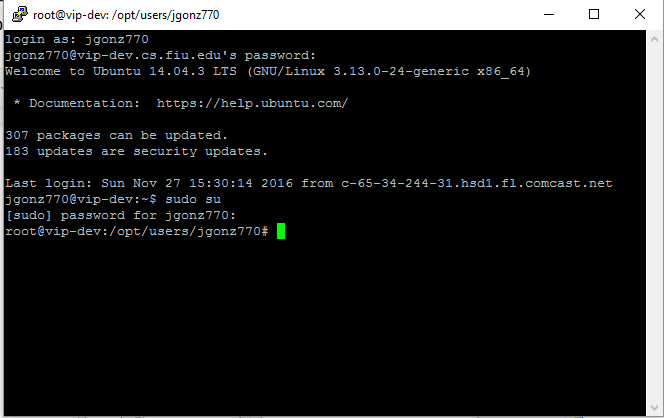 root@vip-dev: /opt/users/jgonz770
login as: jgonz770
jgonz770@vip-dev.cs.fiu.edu's password:
Welcome to Ubuntu 14.04.3 LTS (GNU/Linux 3.13.0-24-generic x86_64)
* Documentation:  https://help.ubuntu.com/
307 packages can be updated.
183 updates are security updates.
Last login: Sun Nov 27 15:30:14 2016 from c-65-34-244-31.hsd1.fl.comcast.net
jgonz770@vip-dev:~$ sudo su
[sudo] password for jgonz770:
root@vip-dev:/opt/users/jgonz770#